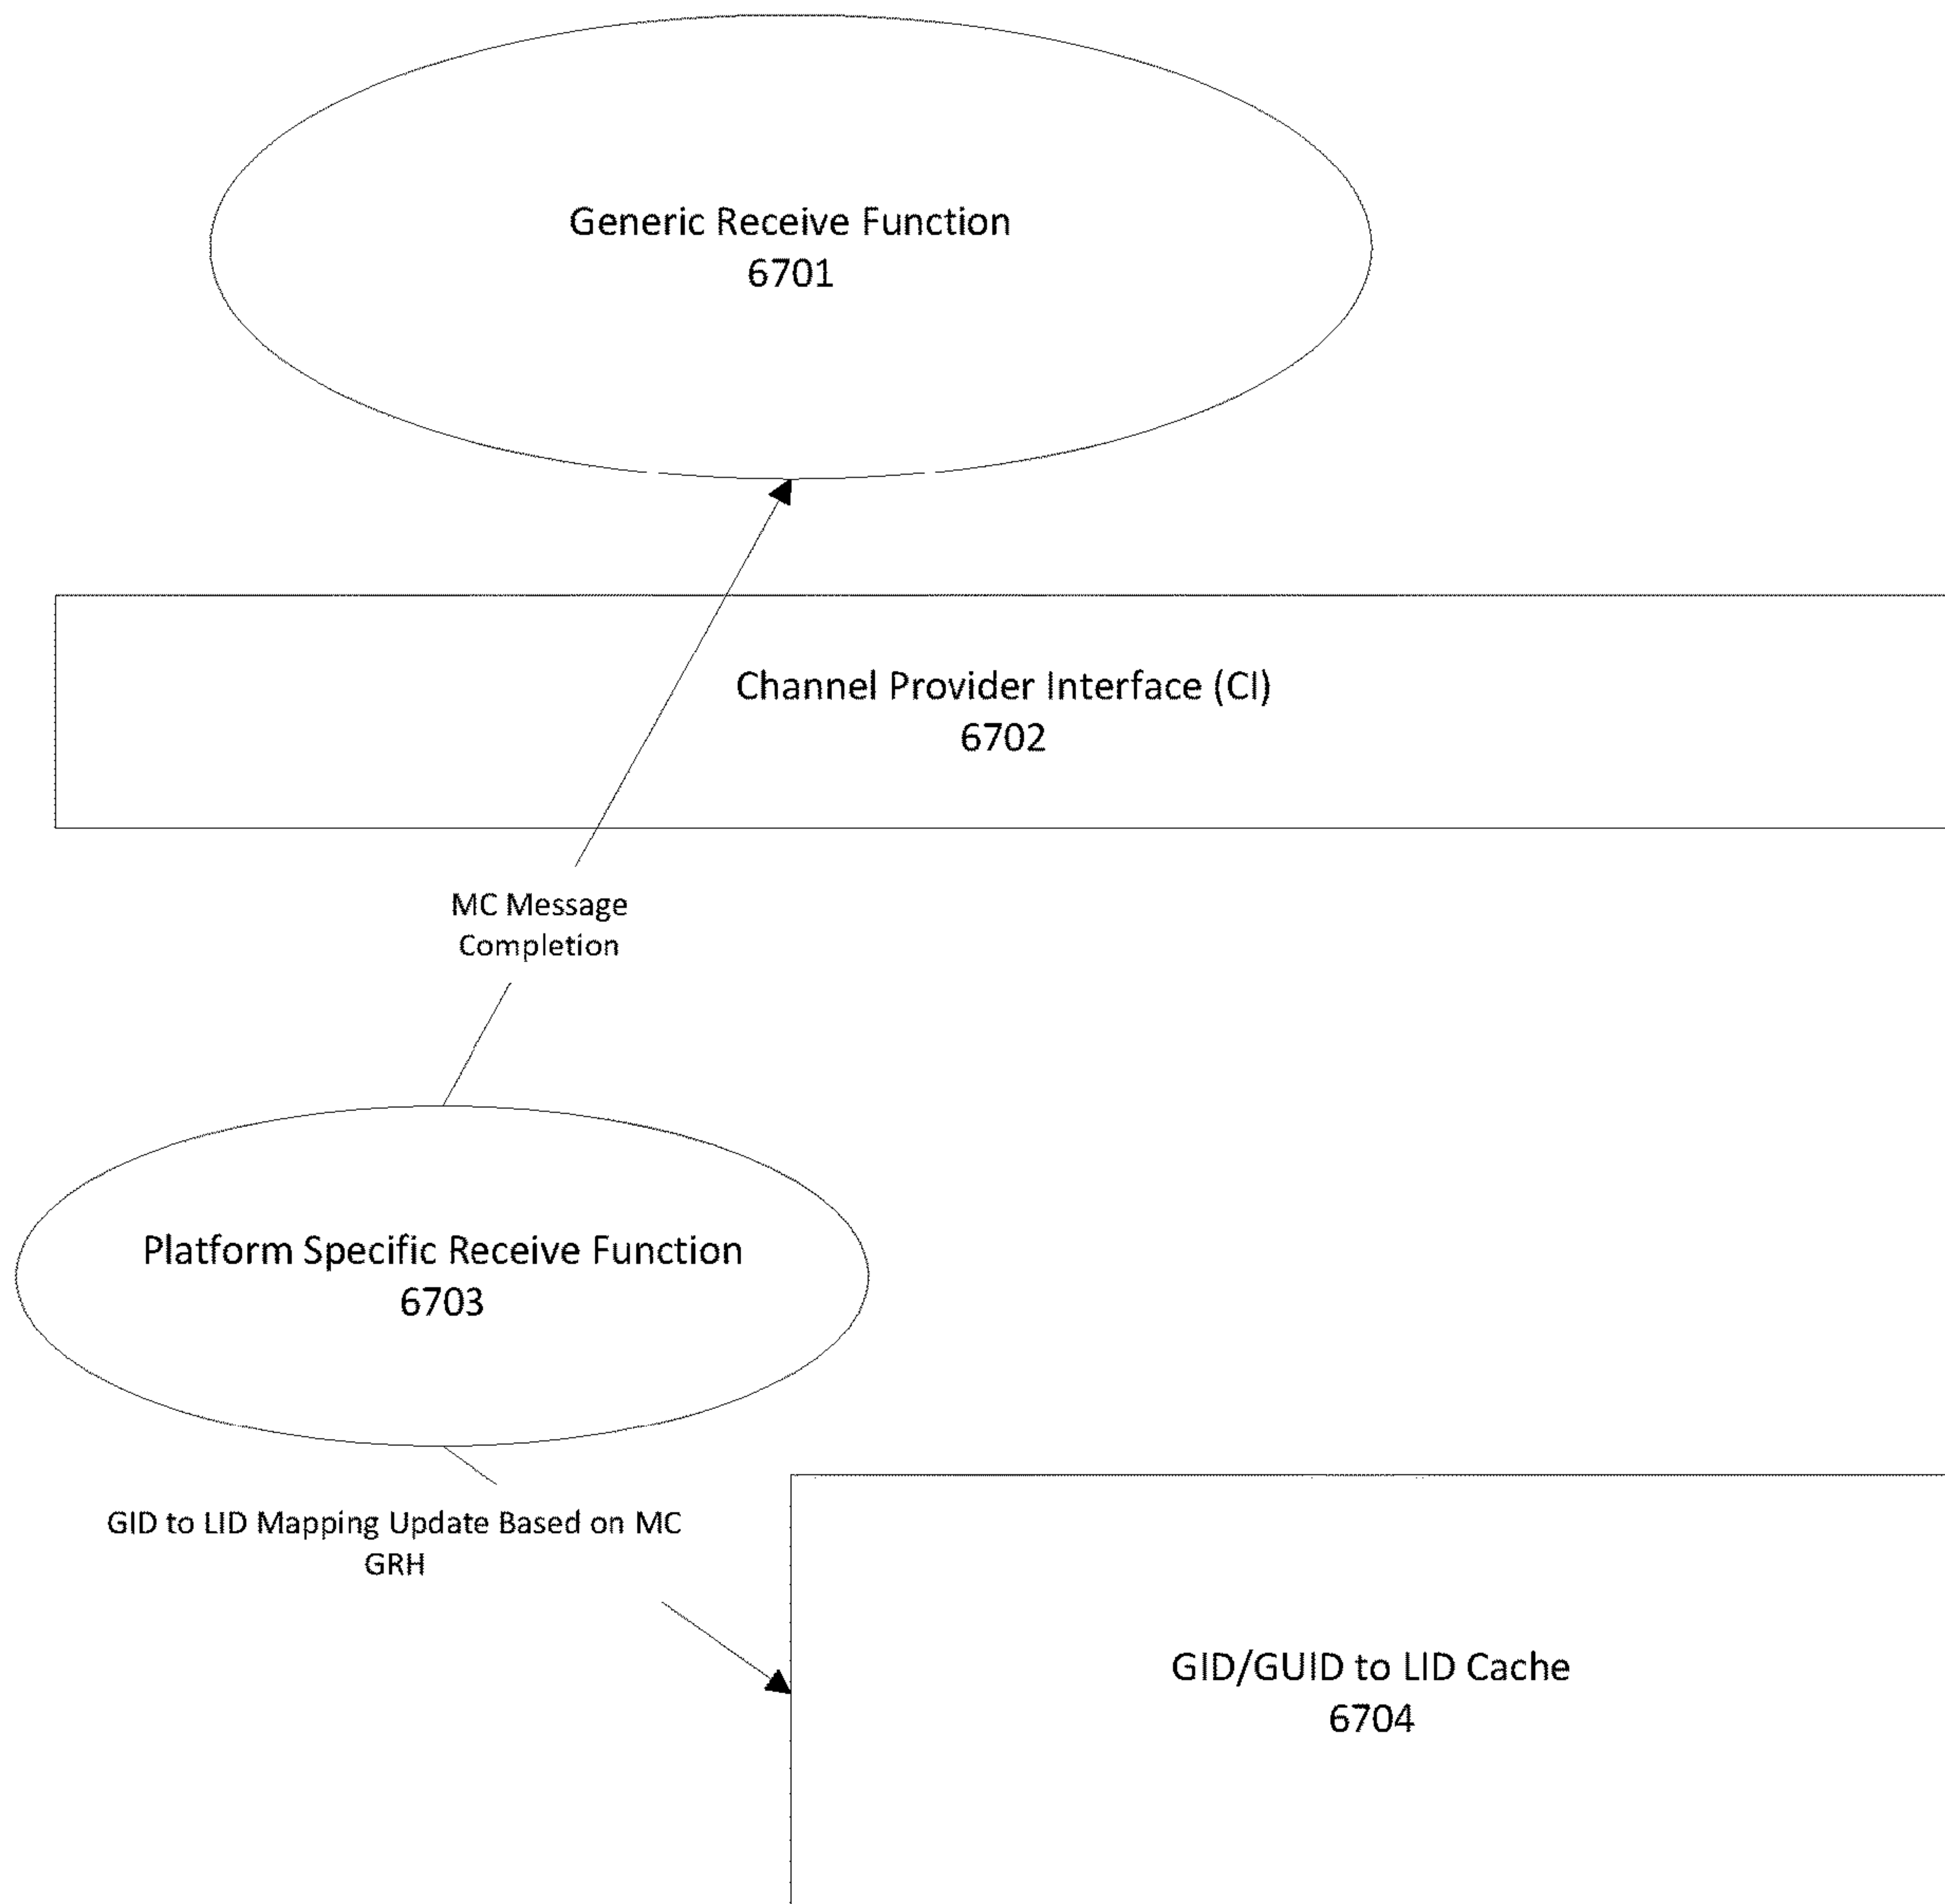 Generic Receive Function
6701
Channel Provider Interface (CI)
6702
MC Message
Completion
Platform Specific Receive Function
6703
GID to LID Mapping Update Based on MC
GRH
GID/GUID to LID Cache
6704